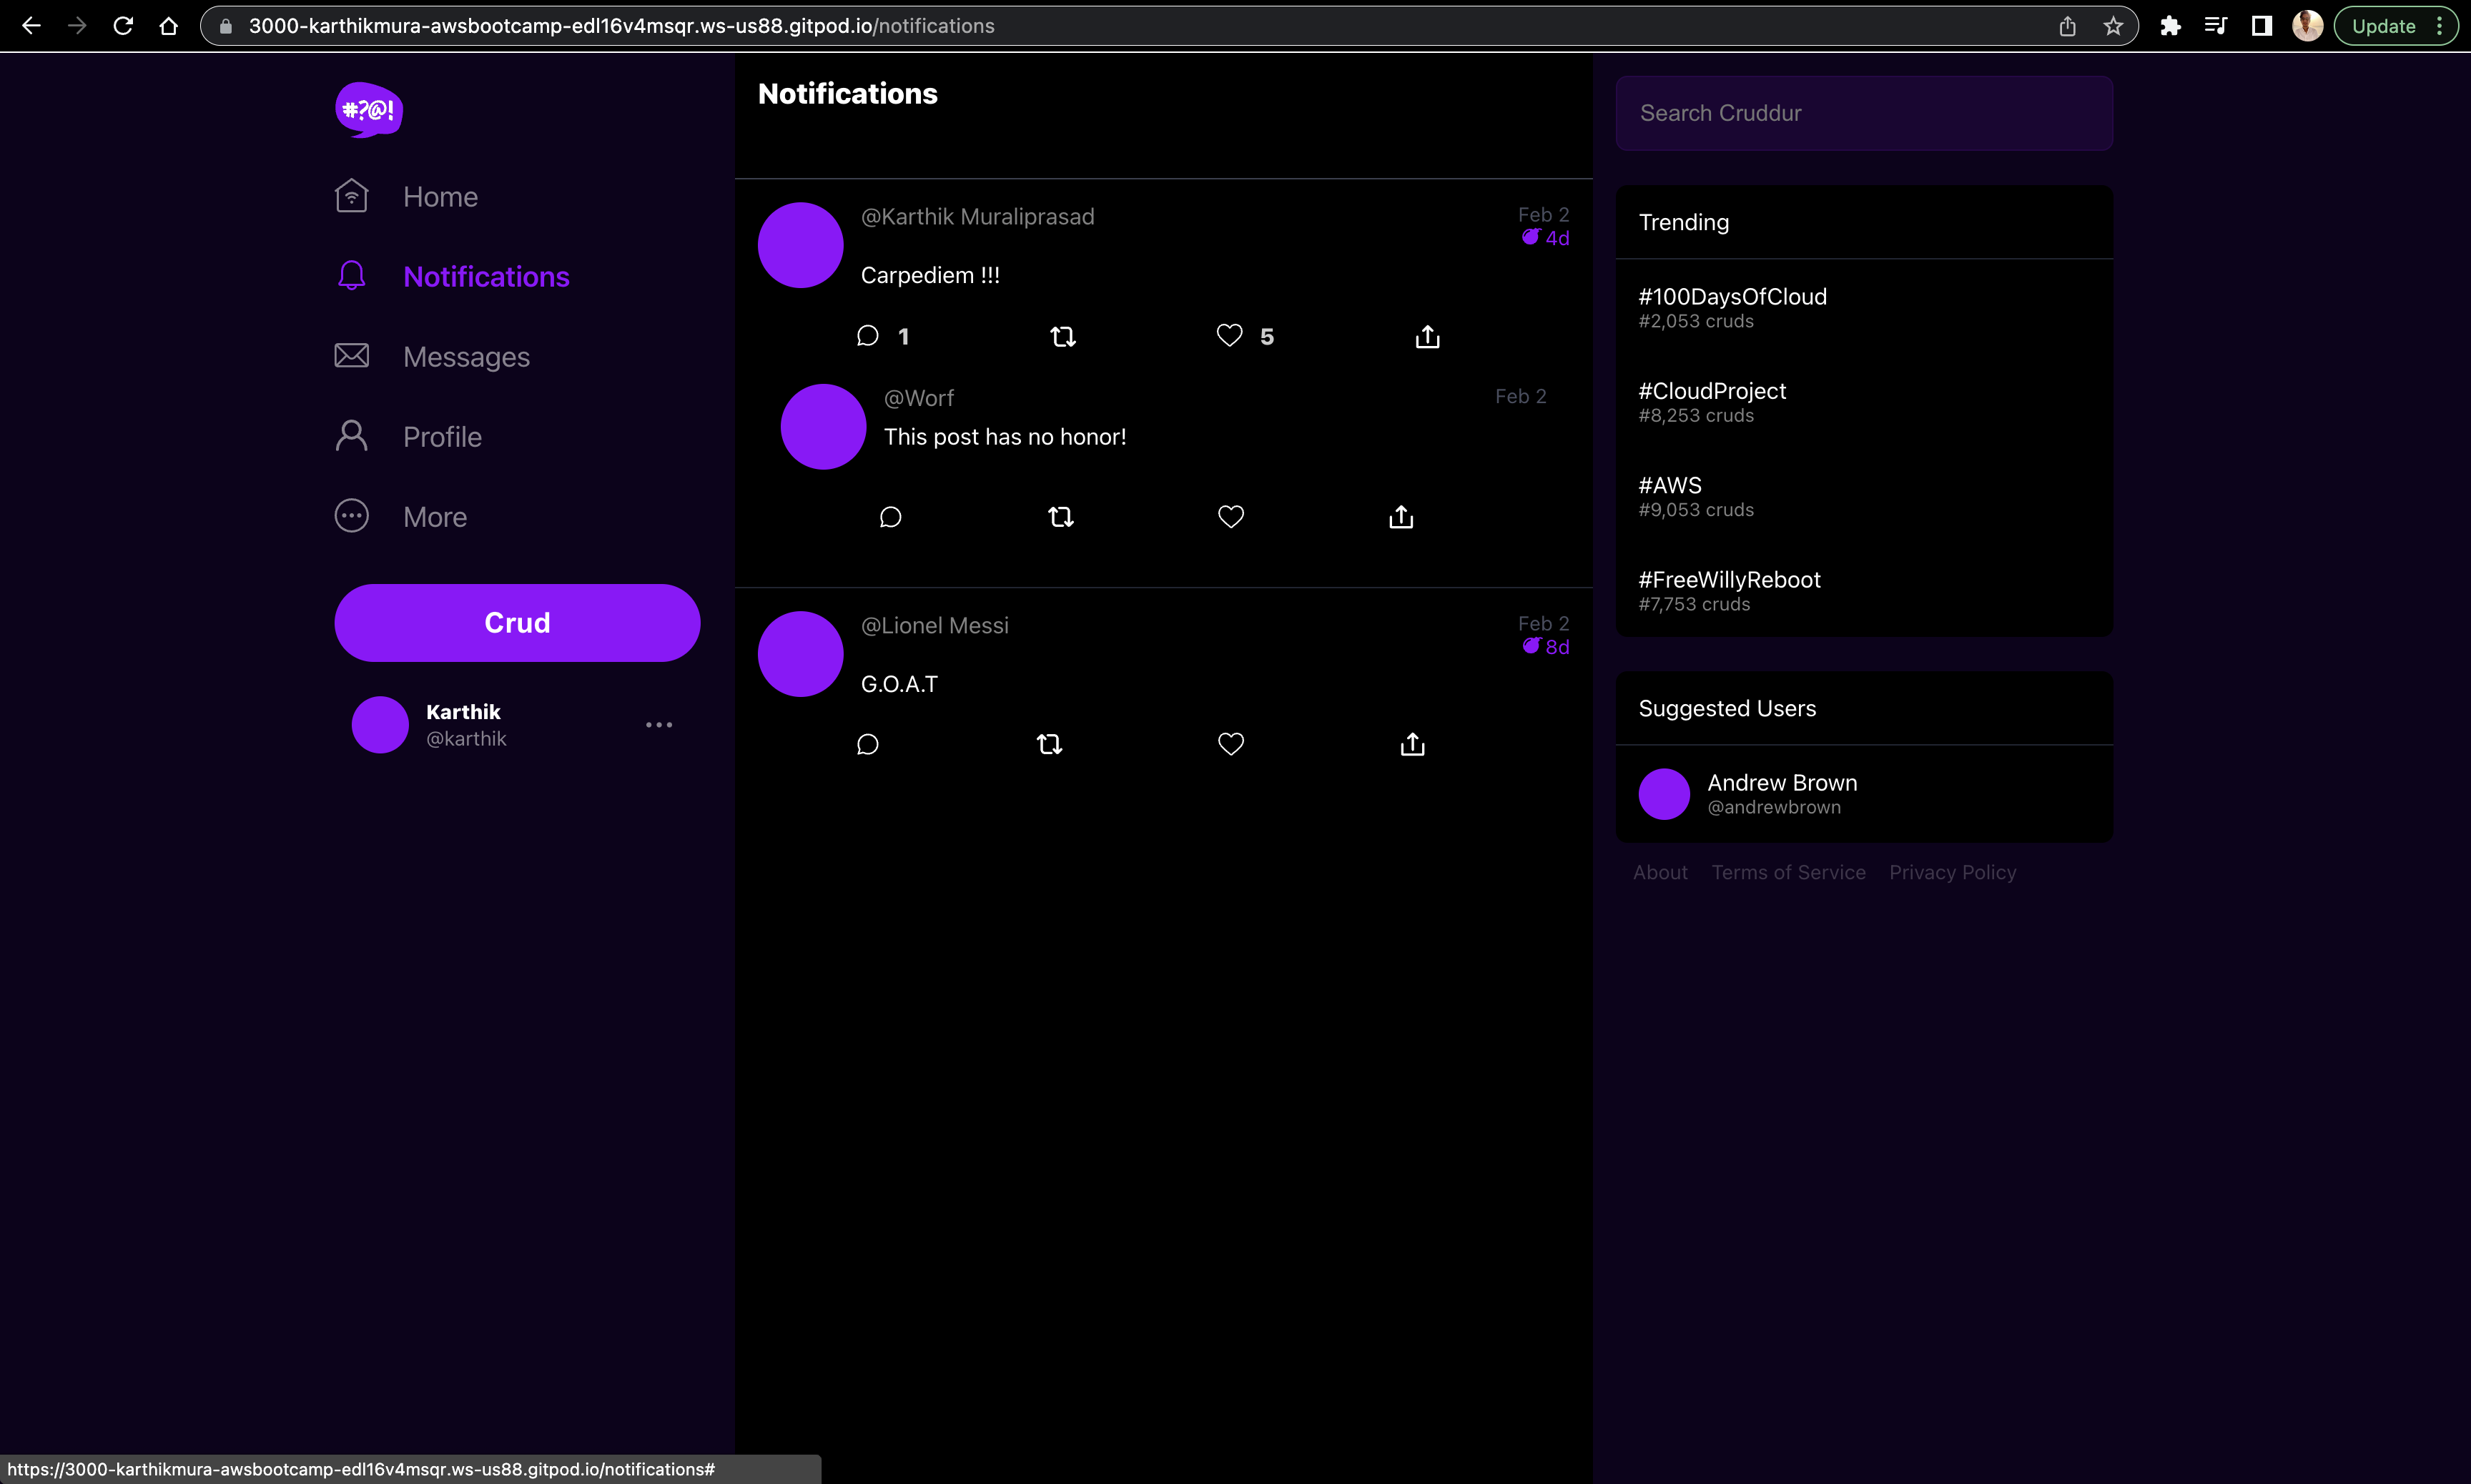 3000-karthikmura-awsbootcamp-edl16v4msqr.ws-us88.gitpod.io/notifications
Update
#?@!
Home
Notifications
Messages
Profile
More
Crud
Karthik
@karthik
Notifications
@Karthik Muraliprasad
Feb 2
4d
Carpediem !!!
1
5
@Worf
Feb 2
This post has no honor!
@Lionel Messi
Feb 2
8d
G.O.A.T
Search Cruddur
Trending
#100DaysOfCloud
#2,053 cruds
#CloudProject
#8,253 cruds
#AWS
#9,053 cruds
#FreeWillyReboot
#7,753 cruds
Suggested Users
Andrew Brown
@andrewbrown
About Terms of Service Privacy Policy
https://3000-karthikmura-awsbootcamp-edl16v4msqr.ws-us88.gitpod.io/notifications#